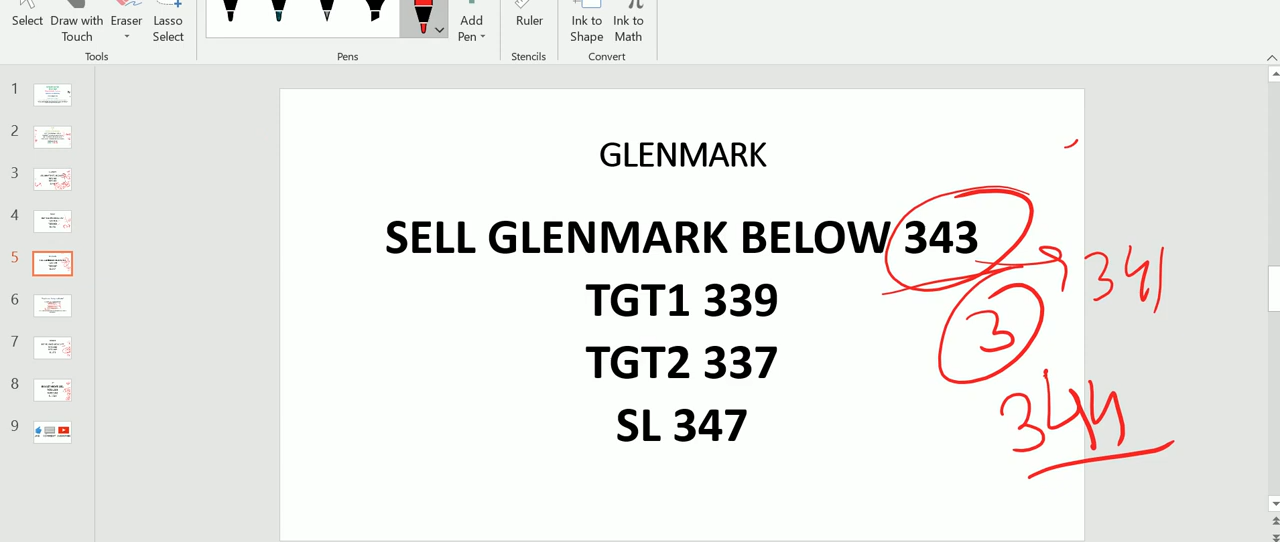 Select
Draw with Touch
Eraser
Lasso Select
Add Pen
Ruler
Ink to Shape
Ink to Math
Tools
Pens
Stencils
Convert
1
2
3
4
5
6
7
8
9
GLENMARK
SELL GLENMARK BELOW 343
341
TGT1 339
3
TGT2 337
344
SL 347